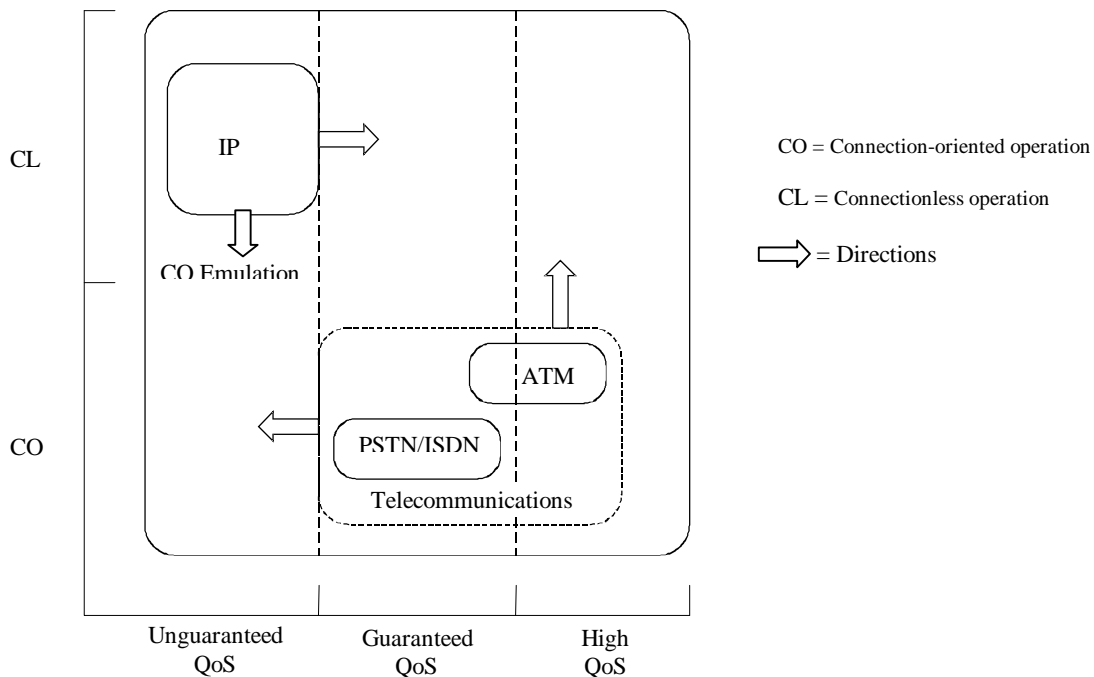 IP
CL
CO Emulation
CO = Connection-oriented operation
CL = Connectionless operation
= Directions
ATM
CO
PSTN/ISDN
Telecommunications
Unguaranteed
QoS
Guaranteed
QoS
High
QoS